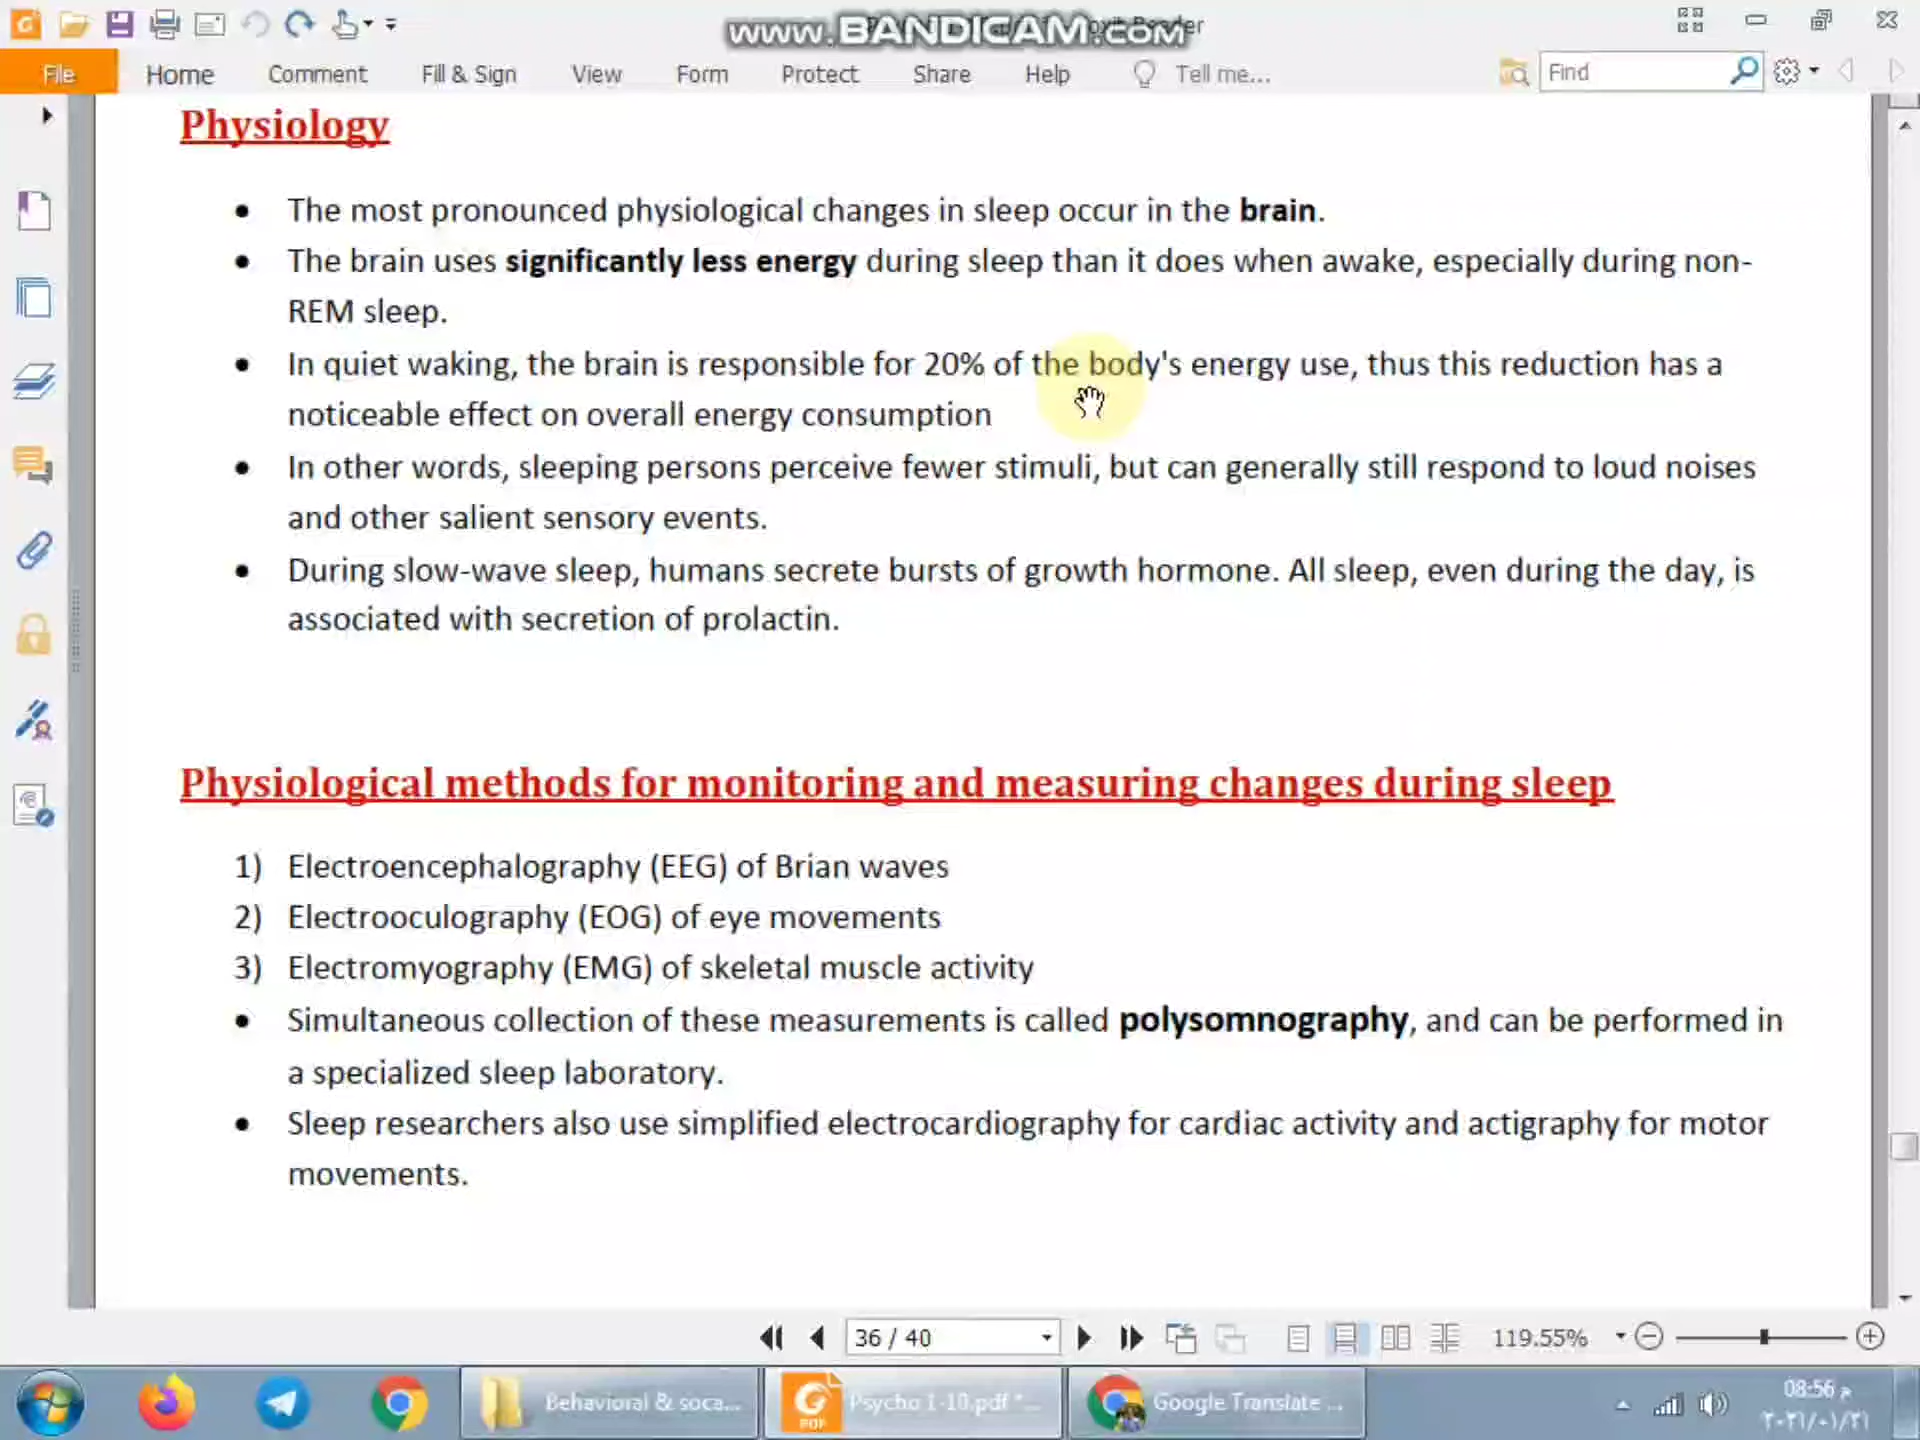 www.BANDICAM.com
File
Home
Comment
Fill & Sign
View
Form
Protect
Share
Help
Tell me...
Find
Physiology
• The most pronounced physiological changes in sleep occur in the brain.
• The brain uses significantly less energy during sleep than it does when awake, especially during non-
REM sleep.
• In quiet waking, the brain is responsible for 20% of the body's energy use, thus this reduction has a
noticeable effect on overall energy consumption
• In other words, sleeping persons perceive fewer stimuli, but can generally still respond to loud noises
and other salient sensory events.
• During slow-wave sleep, humans secrete bursts of growth hormone. All sleep, even during the day, is
associated with secretion of prolactin.
Physiological methods for monitoring and measuring changes during sleep
1) Electroencephalography (EEG) of Brian waves
2) Electrooculography (EOG) of eye movements
3) Electromyography (EMG) of skeletal muscle activity
• Simultaneous collection of these measurements is called polysomnography, and can be performed in
a specialized sleep laboratory.
• Sleep researchers also use simplified electrocardiography for cardiac activity and actigraphy for motor
movements.
36 / 40
119.55%
Behavioral & soca...
PDF
Psycho 1-10.pdf *...
Google Translate ...
08:56 م
٢٠٢١/٠١/٢١